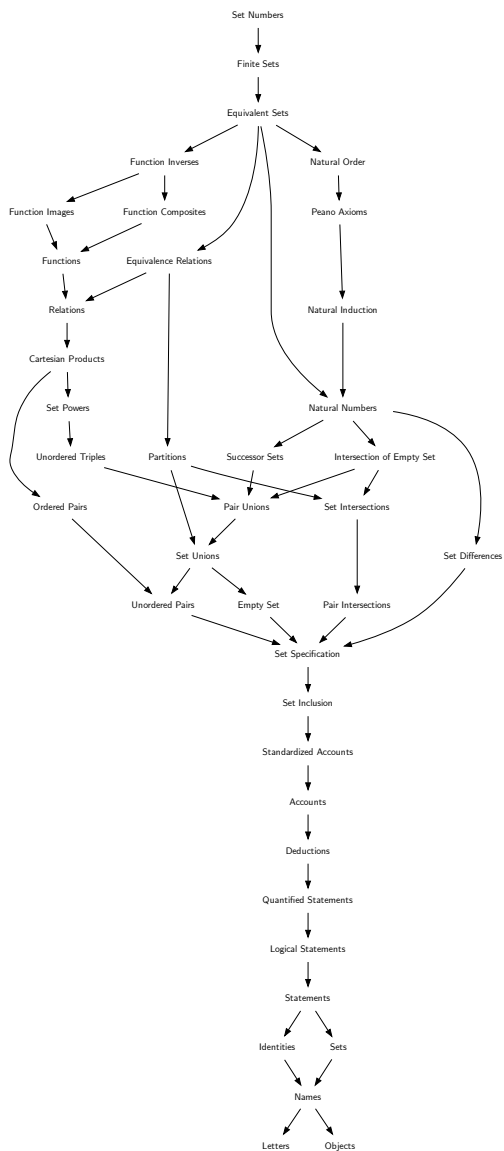 Set Numbers
Finite Sets
Equivalent Sets
Function Inverses
Natural Order
Function Images
Function Composites
Peano Axioms
Functions
Equivalence Relations
Relations
Natural Induction
Cartesian Products
Set Powers
Natural Numbers
Unordered Triples
Partitions
Successor Sets
Intersection of Empty Set
Ordered Pairs
Pair Unions
Set Intersections
Set Unions
Set Differences
Unordered Pairs
Empty Set
Pair Intersections
Set Specification
Set Inclusion
Standardized Accounts
Accounts
Deductions
Quantified Statements
Logical Statements
Statements
Identities
Sets
Names
Letters
Objects